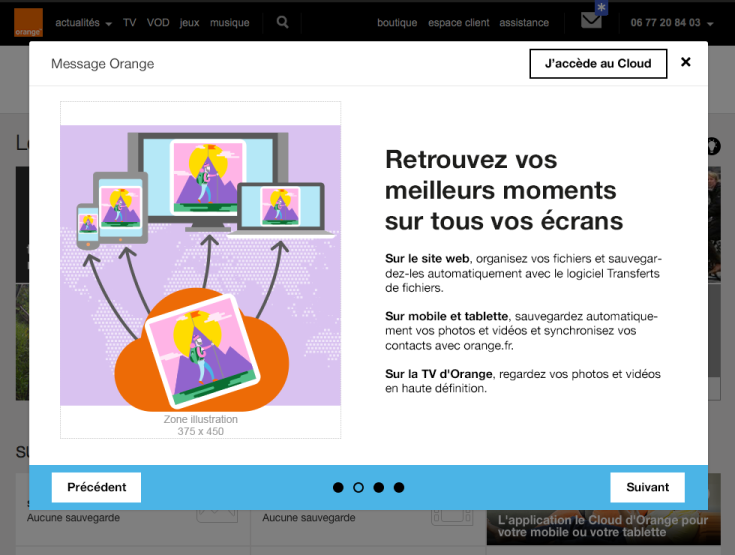 orange
actualités TV VOD jeux musique boutique espace client assistance 06 77 20 84 03
Message Orange
J'accède au Cloud
Retrouvez vos
meilleurs moments
sur tous vos écrans
Sur le site web, organisez vos fichiers et sauvegar-
dez-les automatiquement avec le logiciel Transferts
de fichiers.
Sur mobile et tablette, sauvegardez automatique-
ment vos photos et vidéos et synchronisez vos
contacts avec orange.fr.
Sur la TV d'Orange, regardez vos photos et vidéos
en haute définition.
Zone illustration
375 x 450
Précédent
Suivant
Aucune sauvegarde
Aucune sauvegarde
L'application le Cloud d'Orange pour
votre mobile ou votre tablette